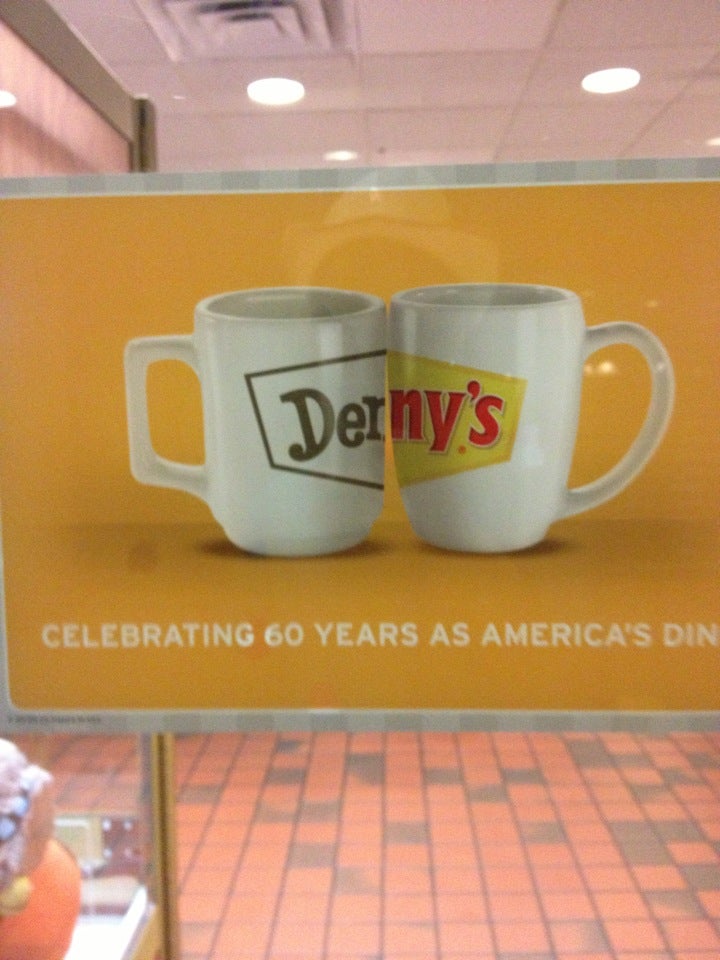 Denny's
CELEBRATING 60 YEARS AS AMERICA'S DIN